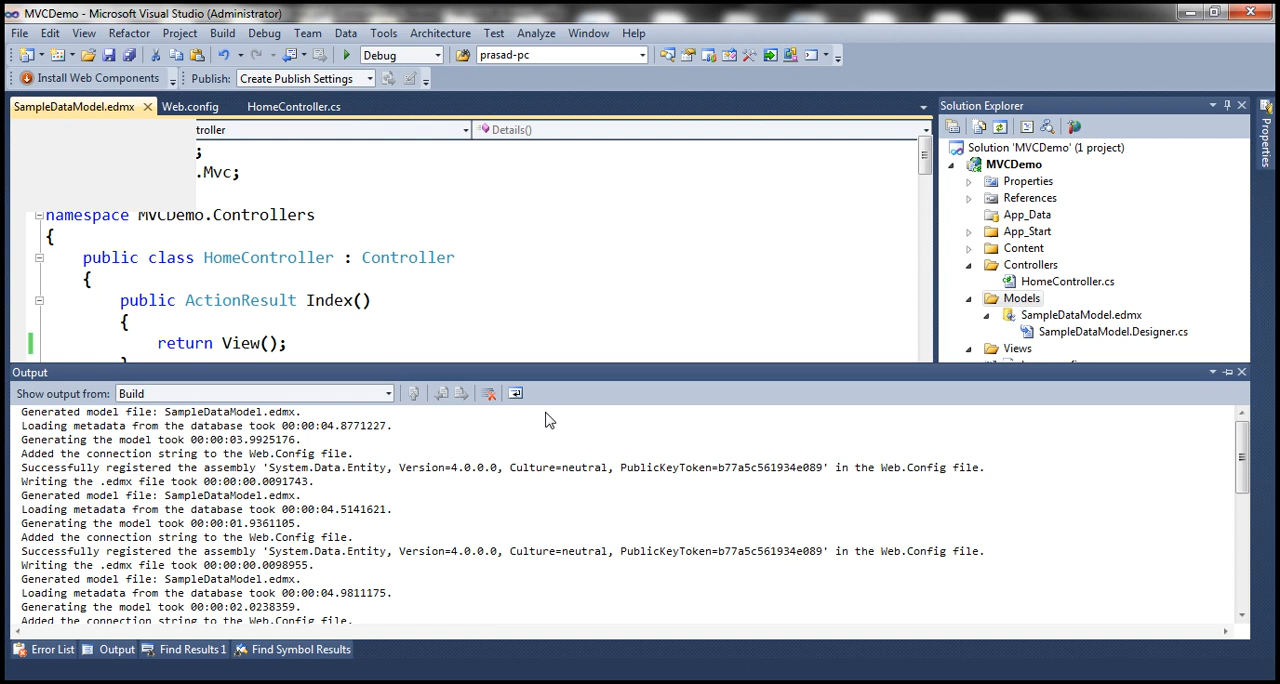 MVCDemo - Microsoft Visual Studio (Administrator)
File Edit View Refactor Project Build Debug Team Data Tools Architecture Test Analyze Window Help
Debug prasad-pc
Install Web Components Publish: Create Publish Settings
SampleDataModel.edmx Web.config HomeController.cs
troller Details()
;
.Mvc;
namespace MVCDemo.Controllers
{
public class HomeController : Controller
{
public ActionResult Index()
{
return View();
}
Solution Explorer
Solution 'MVCDemo' (1 project)
MVCDemo
Properties
References
App_Data
App_Start
Content
Controllers
HomeController.cs
Models
SampleDataModel.edmx
SampleDataModel.Designer.cs
Views
Properties
Output
Show output from: Build
Generated model file: SampleDataModel.edmx.
Loading metadata from the database took 00:00:04.8771227.
Generating the model took 00:00:03.9925176.
Added the connection string to the Web.Config file.
Successfully registered the assembly 'System.Data.Entity, Version=4.0.0.0, Culture=neutral, PublicKeyToken=b77a5c561934e089' in the Web.Config file.
Writing the .edmx file took 00:00:00.0091743.
Generated model file: SampleDataModel.edmx.
Loading metadata from the database took 00:00:04.5141621.
Generating the model took 00:00:01.9361105.
Added the connection string to the Web.Config file.
Successfully registered the assembly 'System.Data.Entity, Version=4.0.0.0, Culture=neutral, PublicKeyToken=b77a5c561934e089' in the Web.Config file.
Writing the .edmx file took 00:00:00.0098955.
Generated model file: SampleDataModel.edmx.
Loading metadata from the database took 00:00:04.9811175.
Generating the model took 00:00:02.0238359.
Added the connection string to the Web.Config file.
Error List Output Find Results 1 Find Symbol Results